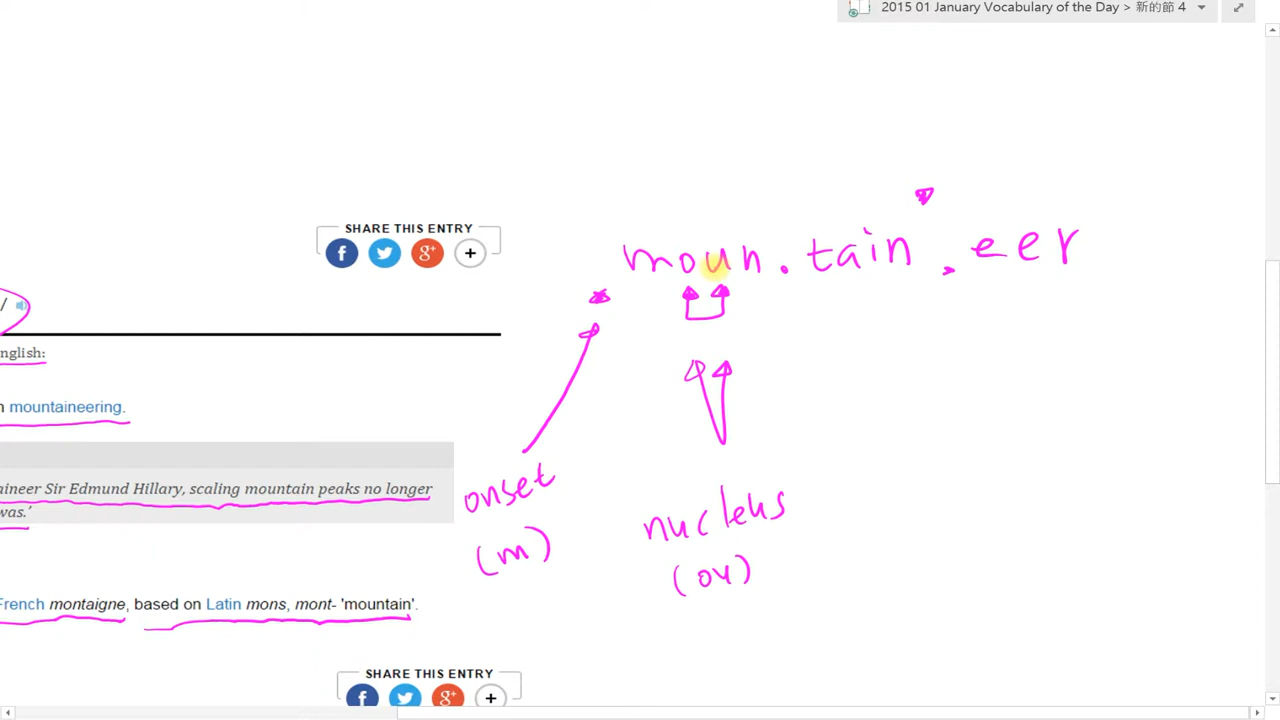 2015 01 January Vocabulary of the Day > 新的節 4
SHARE THIS ENTRY
moun.tain.eer
/
nglish:
n mountaineering.
aineer Sir Edmund Hillary, scaling mountain peaks no longer
was.'
onset
(m)
nucleus
(ou)
French montaigne, based on Latin mons, mont- 'mountain'.
SHARE THIS ENTRY